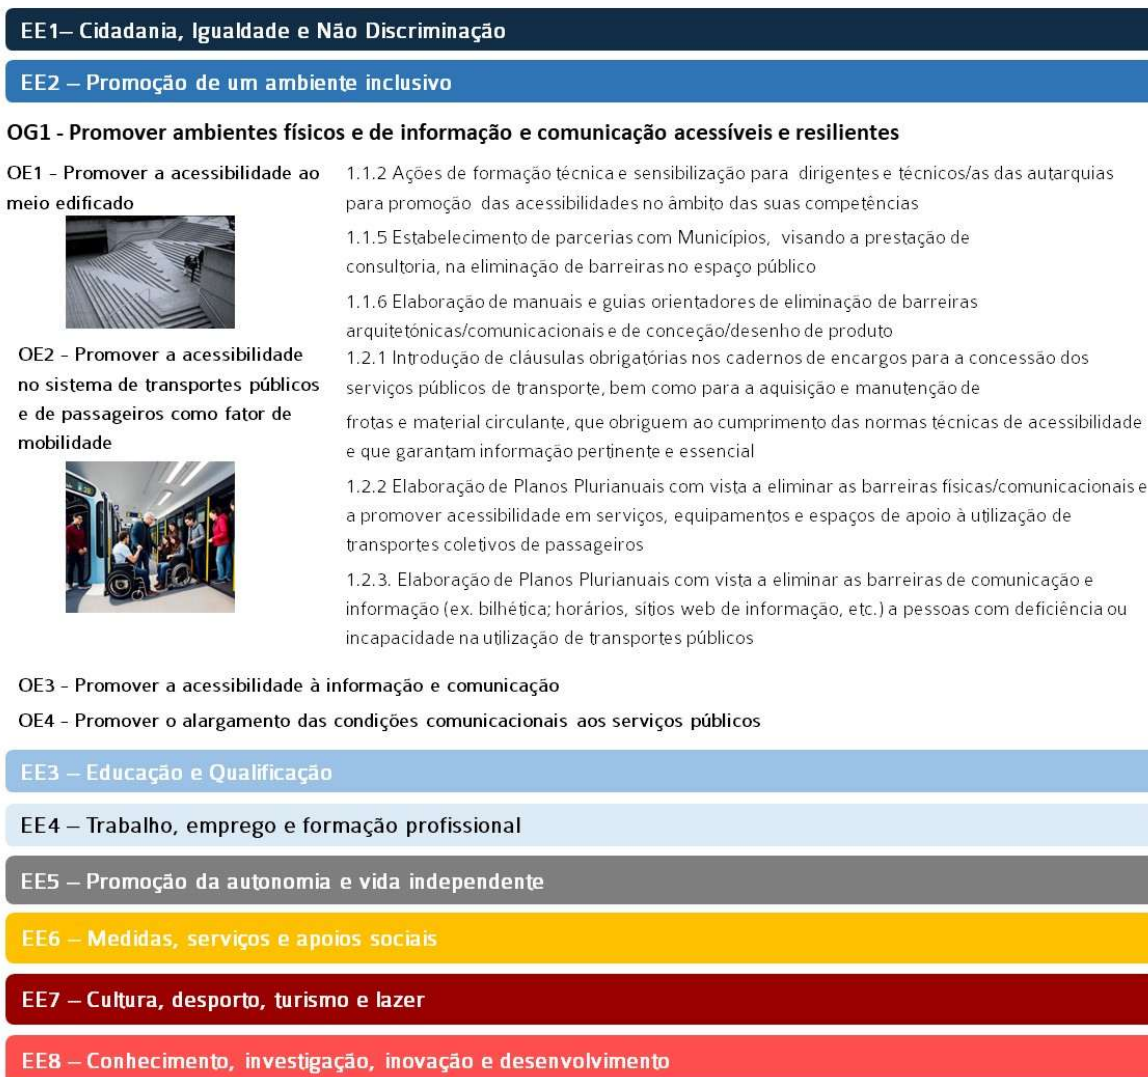 EE1– Cidadania, Igualdade e Não Discriminação
EE2 – Promoção de um ambiente inclusivo
OG1 - Promover ambientes físicos e de informação e comunicação acessíveis e resilientes
OE1 - Promover a acessibilidade ao
meio edificado
1.1.2 Ações de formação técnica e sensibilização para dirigentes e técnicos/as das autarquias
para promoção das acessibilidades no âmbito das suas competências
1.1.5 Estabelecimento de parcerias com Municípios, visando a prestação de
consultoria, na eliminação de barreiras no espaço público
1.1.6 Elaboração de manuais e guias orientadores de eliminação de barreiras
arquitetónicas/comunicacionais e de conceção/desenho de produto
OE2 - Promover a acessibilidade
no sistema de transportes públicos
e de passageiros como fator de
mobilidade
1.2.1 Introdução de cláusulas obrigatórias nos cadernos de encargos para a concessão dos
serviços públicos de transporte, bem como para a aquisição e manutenção de
frotas e material circulante, que obriguem ao cumprimento das normas técnicas de acessibilidade
e que garantam informação pertinente e essencial
1.2.2 Elaboração de Planos Plurianuais com vista a eliminar as barreiras físicas/comunicacionais e
a promover acessibilidade em serviços, equipamentos e espaços de apoio à utilização de
transportes coletivos de passageiros
1.2.3. Elaboração de Planos Plurianuais com vista a eliminar as barreiras de comunicação e
informação (ex. bilhética; horários, sítios web de informação, etc.) a pessoas com deficiência ou
incapacidade na utilização de transportes públicos
OE3 - Promover a acessibilidade à informação e comunicação
OE4 - Promover o alargamento das condições comunicacionais aos serviços públicos
EE3 – Educação e Qualificação
EE4 – Trabalho, emprego e formação profissional
EE5 – Promoção da autonomia e vida independente
EE6 – Medidas, serviços e apoios sociais
EE7 – Cultura, desporto, turismo e lazer
EE8 – Conhecimento, investigação, inovação e desenvolvimento